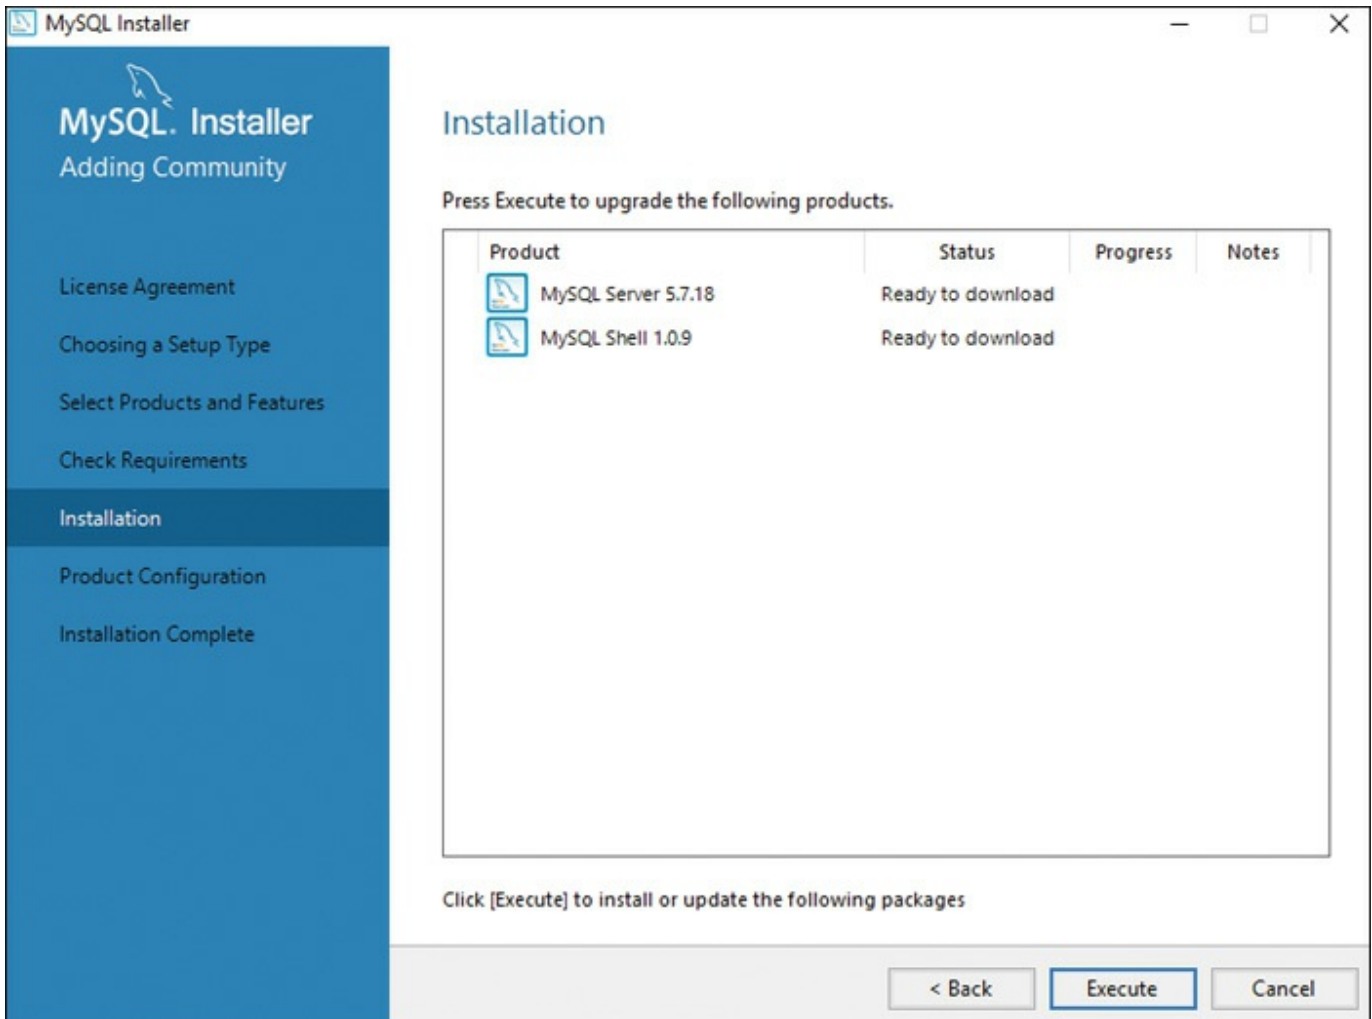 MySQL Installer
MySQL. Installer
Adding Community
License Agreement
Choosing a Setup Type
Select Products and Features
Check Requirements
Installation
Product Configuration
Installation Complete
Installation
Press Execute to upgrade the following products.
Product Status Progress Notes
MySQL Server 5.7.18 Ready to download
MySQL Shell 1.0.9 Ready to download
Click [Execute] to install or update the following packages
< Back Execute Cancel